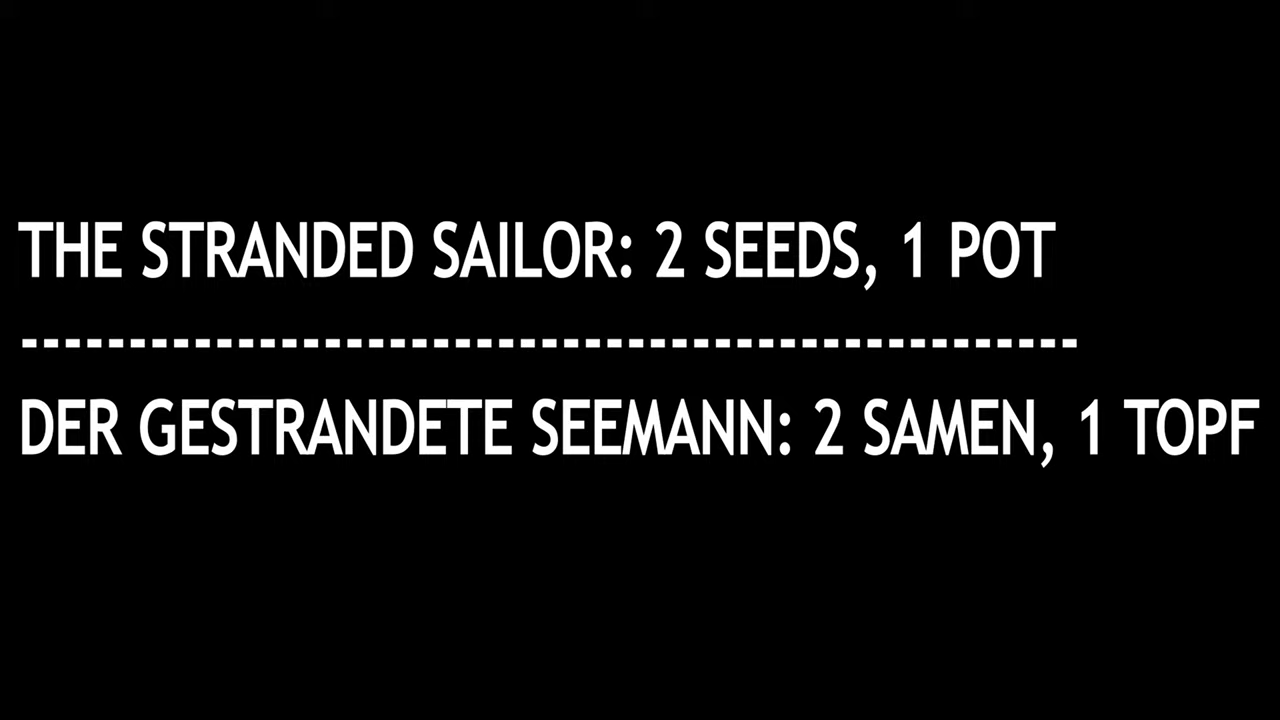 THE STRANDED SAILOR: 2 SEEDS, 1 POT
-------------------------------------------------
DER GESTRANDETE SEEMANN: 2 SAMEN, 1 TOPF